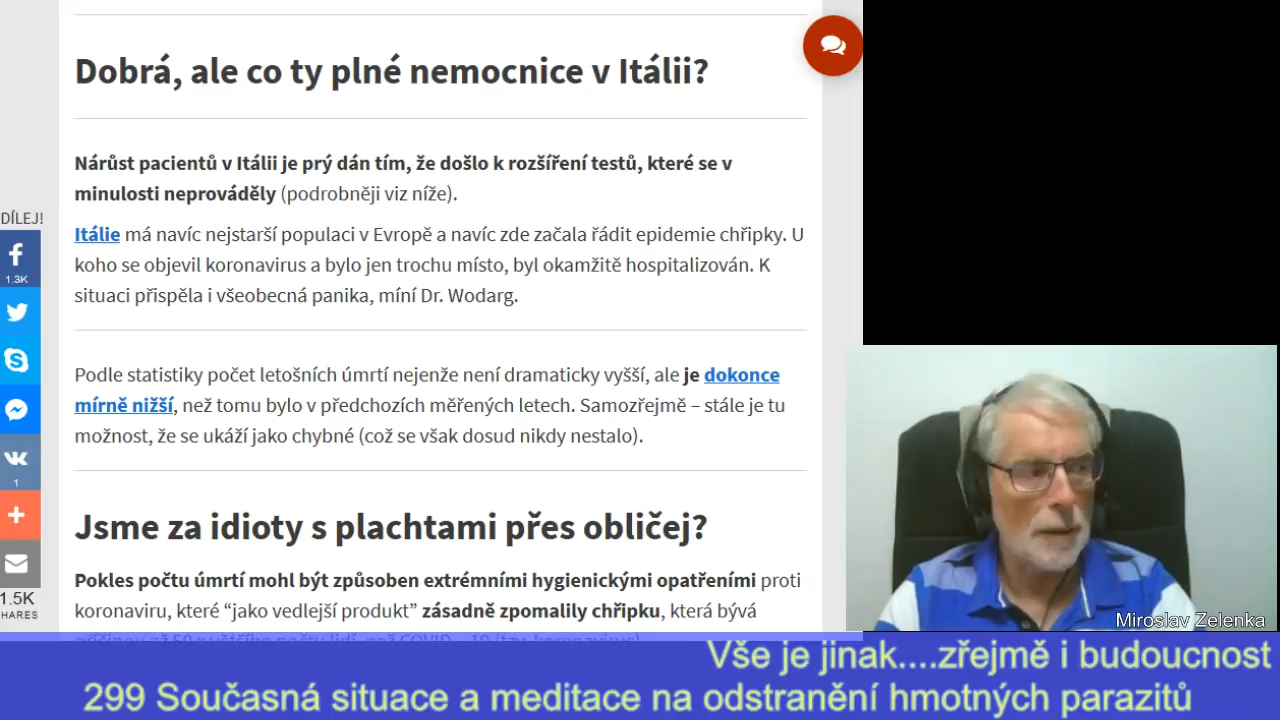 Dobrá, ale co ty plné nemocnice v Itálii?
Nárůst pacientů v Itálii je prý dán tím, že došlo k rozšíření testů, které se v
minulosti neprováděly (podrobněji viz níže).
DÍLEJ!
Itálie má navíc nejstarší populaci v Evropě a navíc zde začala řádit epidemie chřipky. U
koho se objevil koronavirus a bylo jen trochu místo, byl okamžitě hospitalizován. K
situaci přispěla i všeobecná panika, míní Dr. Wodarg.
1.3K
Podle statistiky počet letošních úmrtí nejenže není dramaticky vyšší, ale je dokonce
mírně nižší, než tomu bylo v předchozích měřených letech. Samozřejmě – stále je tu
možnost, že se ukáží jako chybné (což se však dosud nikdy nestalo).
1
Jsme za idioty s plachtami přes obličej?
Pokles počtu úmrtí mohl být způsoben extrémními hygienickými opatřeními proti
koronaviru, které “jako vedlejší produkt” zásadně zpomalily chřipku, která bývá
1.5K
HARES
Miroslav Zelenka
Vše je jinak....zřejmě i budoucnost
299 Současná situace a meditace na odstranění hmotných parazitů